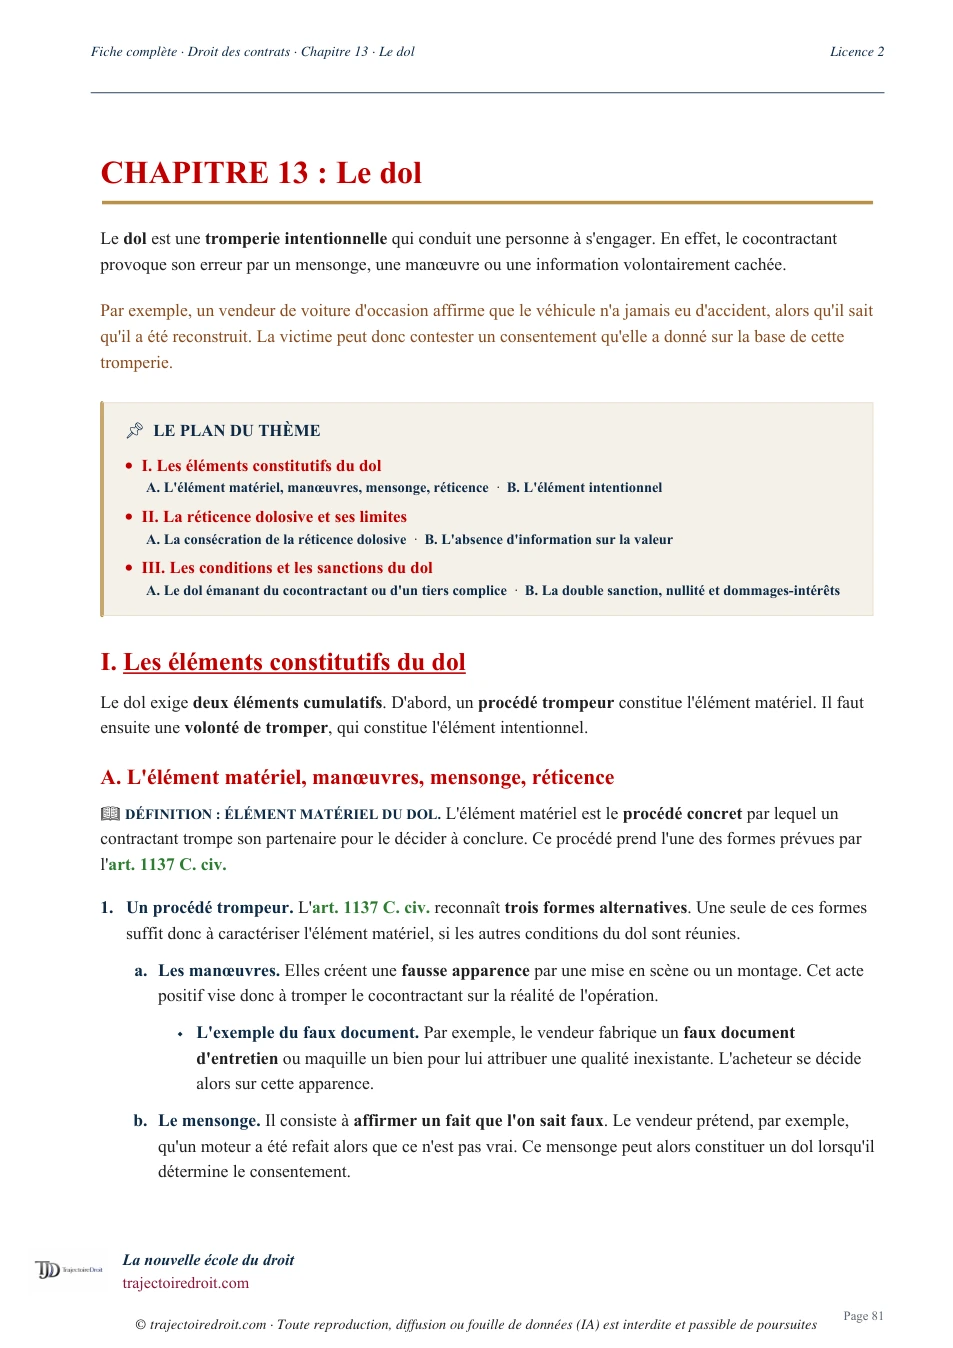 Fiche complète · Droit des contrats · Chapitre 13 · Le dol
Licence 2
CHAPITRE 13 : Le dol
Le dol est une tromperie intentionnelle qui conduit une personne à s'engager. En effet, le cocontractant
provoque son erreur par un mensonge, une manœuvre ou une information volontairement cachée.
Par exemple, un vendeur de voiture d'occasion affirme que le véhicule n'a jamais eu d'accident, alors qu'il sait
qu'il a été reconstruit. La victime peut donc contester un consentement qu'elle a donné sur la base de cette
tromperie.
LE PLAN DU THÈME
• I. Les éléments constitutifs du dol
A. L'élément matériel, manœuvres, mensonge, réticence · B. L'élément intentionnel
• II. La réticence dolosive et ses limites
A. La consécration de la réticence dolosive · B. L'absence d'information sur la valeur
• III. Les conditions et les sanctions du dol
A. Le dol émanant du cocontractant ou d'un tiers complice · B. La double sanction, nullité et dommages-intérêts
I. Les éléments constitutifs du dol
Le dol exige deux éléments cumulatifs. D'abord, un procédé trompeur constitue l'élément matériel. Il faut
ensuite une volonté de tromper, qui constitue l'élément intentionnel.
A. L'élément matériel, manœuvres, mensonge, réticence
DÉFINITION : ÉLÉMENT MATÉRIEL DU DOL. L'élément matériel est le procédé concret par lequel un
contractant trompe son partenaire pour le décider à conclure. Ce procédé prend l'une des formes prévues par
l'art. 1137 C. civ.
1. Un procédé trompeur. L'art. 1137 C. civ. reconnaît trois formes alternatives. Une seule de ces formes
suffit donc à caractériser l'élément matériel, si les autres conditions du dol sont réunies.
a. Les manœuvres. Elles créent une fausse apparence par une mise en scène ou un montage. Cet acte
positif vise donc à tromper le cocontractant sur la réalité de l'opération.
⬩ L'exemple du faux document. Par exemple, le vendeur fabrique un faux document
d'entretien ou maquille un bien pour lui attribuer une qualité inexistante. L'acheteur se décide
alors sur cette apparence.
b. Le mensonge. Il consiste à affirmer un fait que l'on sait faux. Le vendeur prétend, par exemple,
qu'un moteur a été refait alors que ce n'est pas vrai. Ce mensonge peut alors constituer un dol lorsqu'il
détermine le consentement.
TJD TrajectoireDroit
La nouvelle école du droit
trajectoiredroit.com
Page 81
© trajectoiredroit.com · Toute reproduction, diffusion ou fouille de données (IA) est interdite et passible de poursuites